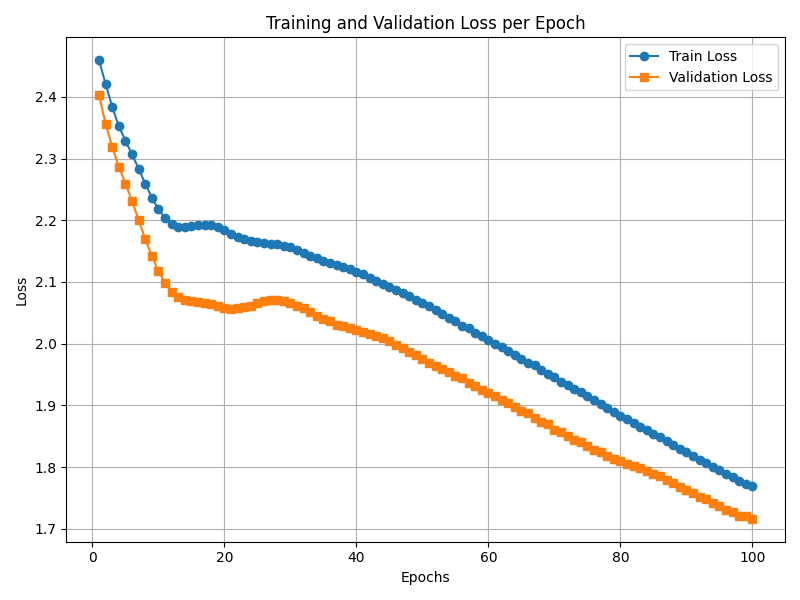 Training and Validation Loss per Epoch
Train Loss
Validation Loss
2.4
2.3
2.2
2.1
2.0
1.9
1.8
1.7
Loss
0 20 40 60 80 100
Epochs